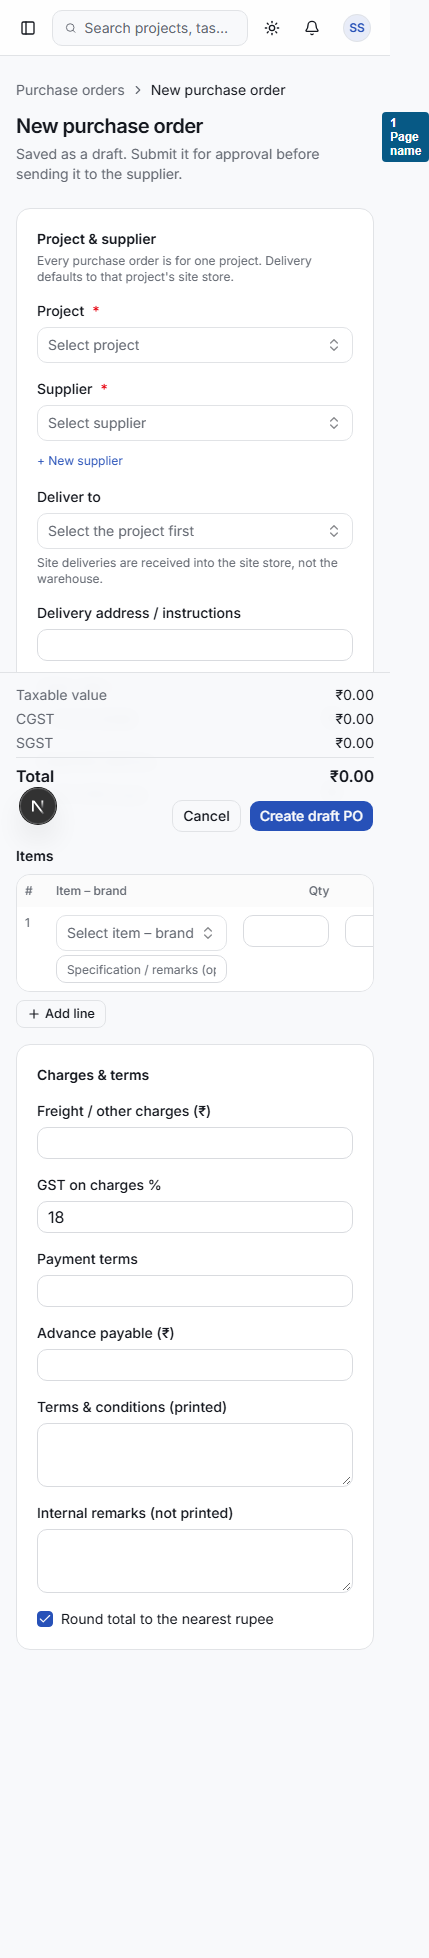 Search projects, tas...
SS
Purchase orders > New purchase order
1
Page
name
New purchase order
Saved as a draft. Submit it for approval before
sending it to the supplier.
Project & supplier
Every purchase order is for one project. Delivery
defaults to that project's site store.
Project *
Select project
Supplier *
Select supplier
+ New supplier
Deliver to
Select the project first
Site deliveries are received into the site store, not the
warehouse.
Delivery address / instructions
Taxable value ₹0.00
CGST ₹0.00
SGST ₹0.00
Total ₹0.00
N
Cancel Create draft PO
Items
# Item – brand Qty
1 Select item – brand
Specification / remarks (op
+ Add line
Charges & terms
Freight / other charges (₹)
GST on charges %
18
Payment terms
Advance payable (₹)
Terms & conditions (printed)
Internal remarks (not printed)
Round total to the nearest rupee